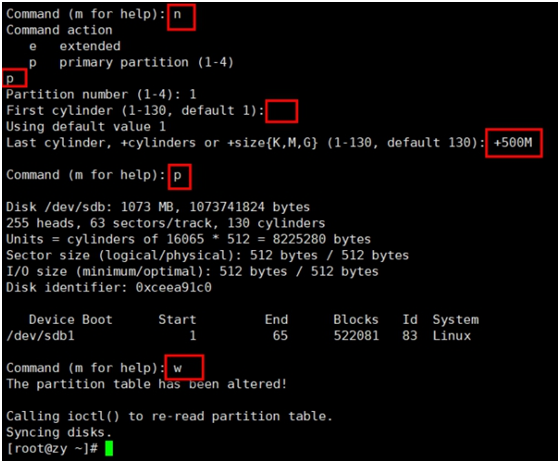 Command (m for help): n
Command action
e   extended
p   primary partition (1-4)
p
Partition number (1-4): 1
First cylinder (1-130, default 1):
Using default value 1
Last cylinder, +cylinders or +size{K,M,G} (1-130, default 130): +500M
Command (m for help): p
Disk /dev/sdb: 1073 MB, 1073741824 bytes
255 heads, 63 sectors/track, 130 cylinders
Units = cylinders of 16065 * 512 = 8225280 bytes
Sector size (logical/physical): 512 bytes / 512 bytes
I/O size (minimum/optimal): 512 bytes / 512 bytes
Disk identifier: 0xceea91c0
Device Boot      Start         End      Blocks   Id  System
/dev/sdb1               1          65      522081   83  Linux
Command (m for help): w
The partition table has been altered!
Calling ioctl() to re-read partition table.
Syncing disks.
[root@zy ~]#